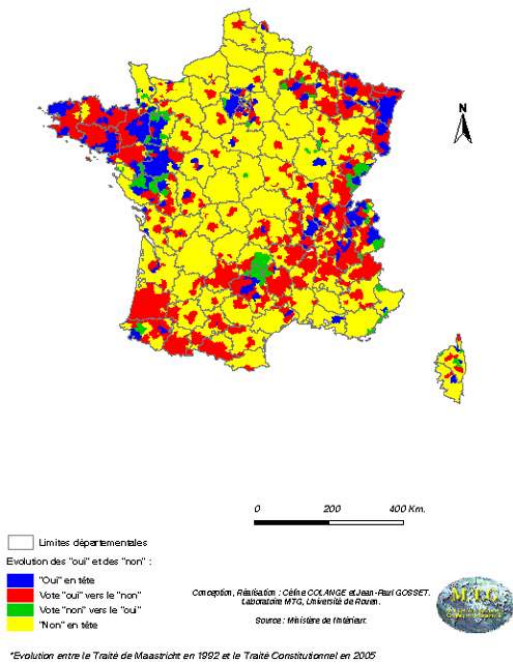 N
0 200 400 Km.
Limites départementales
Evolution des "oui" et des "non" :
"Oui" en tête
Vote "oui" vers le "non"
Vote "non" vers le "oui"
"Non" en tête
Conception, Réalisation : Céline COLANGE et Jean-Paul GOSSET.
Laboratoire MTG, Université de Rouen.
Source : Ministère de l'Intérieur.
MTG
*Evolution entre le Traité de Maastricht en 1992 et le Traité Constitutionnel en 2005